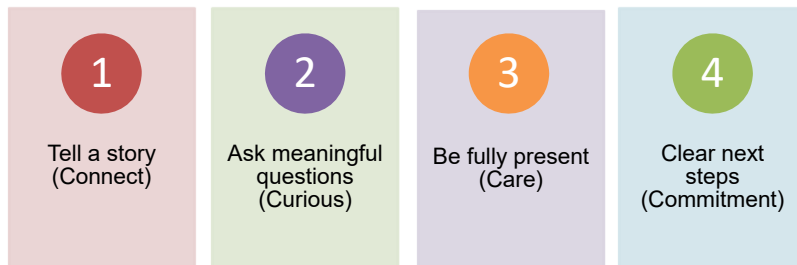 1
Tell a story
(Connect)
2
Ask meaningful
questions
(Curious)
3
Be fully present
(Care)
4
Clear next
steps
(Commitment)